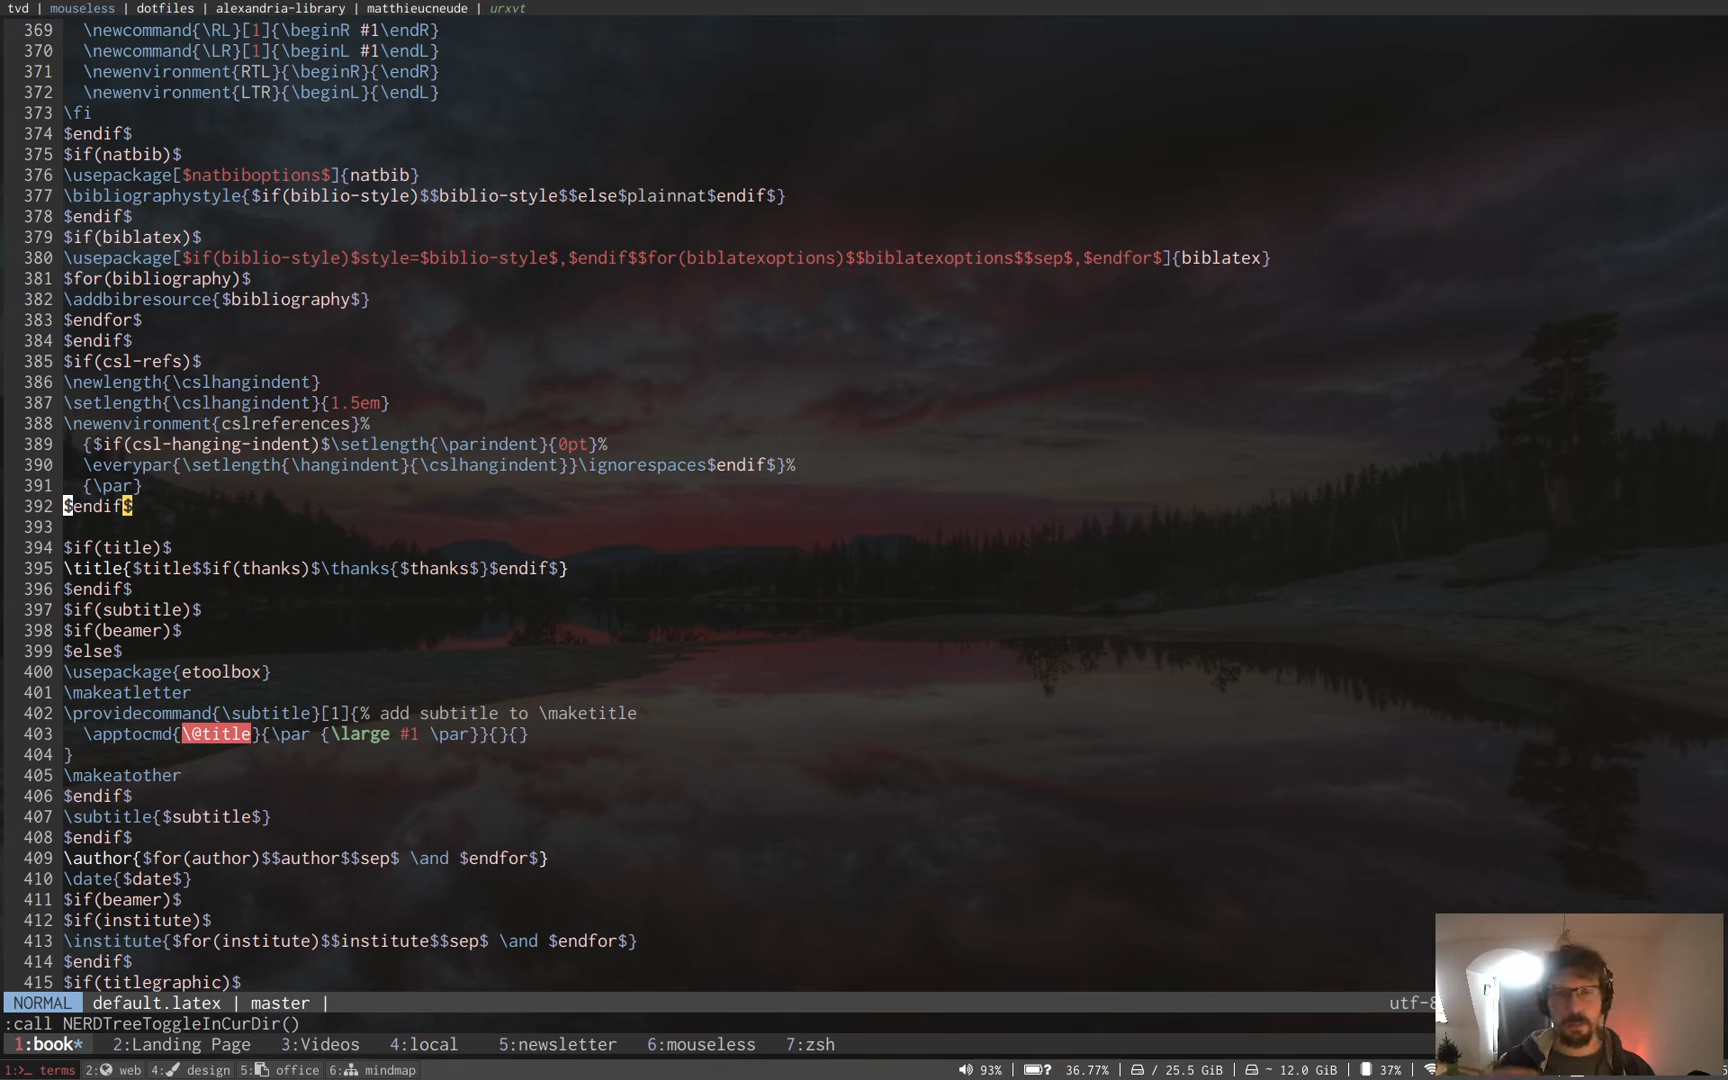 tvd | mouseless | dotfiles | alexandria-library | matthieucneude | urxvt
369 \newcommand{\RL}[1]{\beginR #1\endR}
370 \newcommand{\LR}[1]{\beginL #1\endL}
371 \newenvironment{RTL}{\beginR}{\endR}
372 \newenvironment{LTR}{\beginL}{\endL}
373 \fi
374 $endif$
375 $if(natbib)$
376 \usepackage[$natbiboptions$]{natbib}
377 \bibliographystyle{$if(biblio-style)$$biblio-style$$else$plainnat$endif$}
378 $endif$
379 $if(biblatex)$
380 \usepackage[$if(biblio-style)$style=$biblio-style$,$endif$$for(biblatexoptions)$$biblatexoptions$$sep$,$endfor$]{biblatex}
381 $for(bibliography)$
382 \addbibresource{$bibliography$}
383 $endfor$
384 $endif$
385 $if(csl-refs)$
386 \newlength{\cslhangindent}
387 \setlength{\cslhangindent}{1.5em}
388 \newenvironment{cslreferences}%
389 {$if(csl-hanging-indent)$\setlength{\parindent}{0pt}%
390 \everypar{\setlength{\hangindent}{\cslhangindent}}\ignorespaces$endif$}%
391 {\par}
392 $endif$
393
394 $if(title)$
395 \title{$title$$if(thanks)$\thanks{$thanks$}$endif$}
396 $endif$
397 $if(subtitle)$
398 $if(beamer)$
399 $else$
400 \usepackage{etoolbox}
401 \makeatletter
402 \providecommand{\subtitle}[1]{% add subtitle to \maketitle
403 \apptocmd{\@title}{\par {\large #1 \par}}{}{}
404 }
405 \makeatother
406 $endif$
407 \subtitle{$subtitle$}
408 $endif$
409 \author{$for(author)$$author$$sep$ \and $endfor$}
410 \date{$date$}
411 $if(beamer)$
412 $if(institute)$
413 \institute{$for(institute)$$institute$$sep$ \and $endfor$}
414 $endif$
415 $if(titlegraphic)$
NORMAL default.latex | master | utf-8
:call NERDTreeToggleInCurDir()
1:book* 2:Landing Page 3:Videos 4:local 5:newsletter 6:mouseless 7:zsh
1:>_ terms 2: web 4: design 5: office 6: mindmap 93% | ? 36.77% | / 25.5 GiB | ~ 12.0 GiB | 37% |